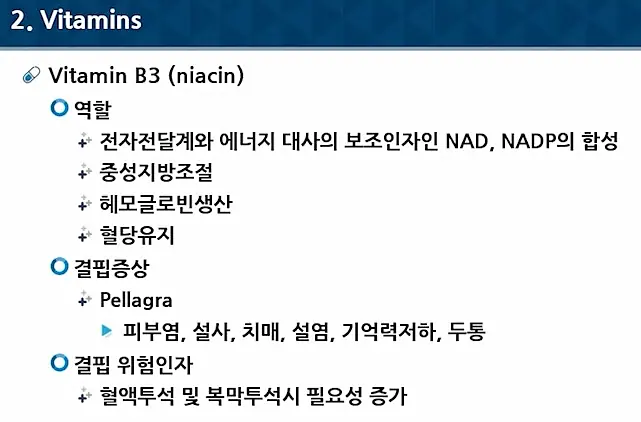 2. Vitamins
Vitamin B3 (niacin)
역할
전자전달계와 에너지 대사의 보조인자인 NAD, NADP의 합성
중성지방조절
헤모글로빈생산
혈당유지
결핍증상
Pellagra
피부염, 설사, 치매, 설염, 기억력저하, 두통
결핍 위험인자
혈액투석 및 복막투석시 필요성 증가